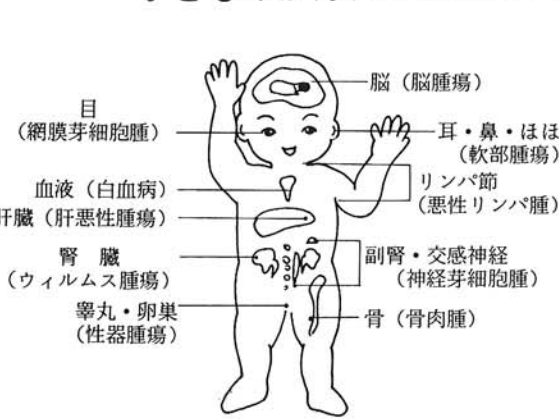 脳（脳腫瘍）
目
（網膜芽細胞腫）
耳・鼻・ほほ
（軟部腫瘍）
血液（白血病）
リンパ節
（悪性リンパ腫）
肝臓（肝悪性腫瘍）
腎 臓
（ウィルムス腫瘍）
副腎・交感神経
（神経芽細胞腫）
睾丸・卵巣
（性器腫瘍）
骨（骨肉腫）